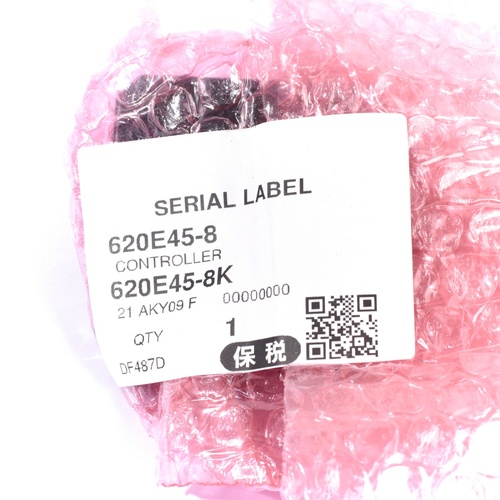 SERIAL LABEL
620E45-8
CONTROLLER
620E45-8K
21 AKY09 F 00000000
QTY 1
DF487D 保税